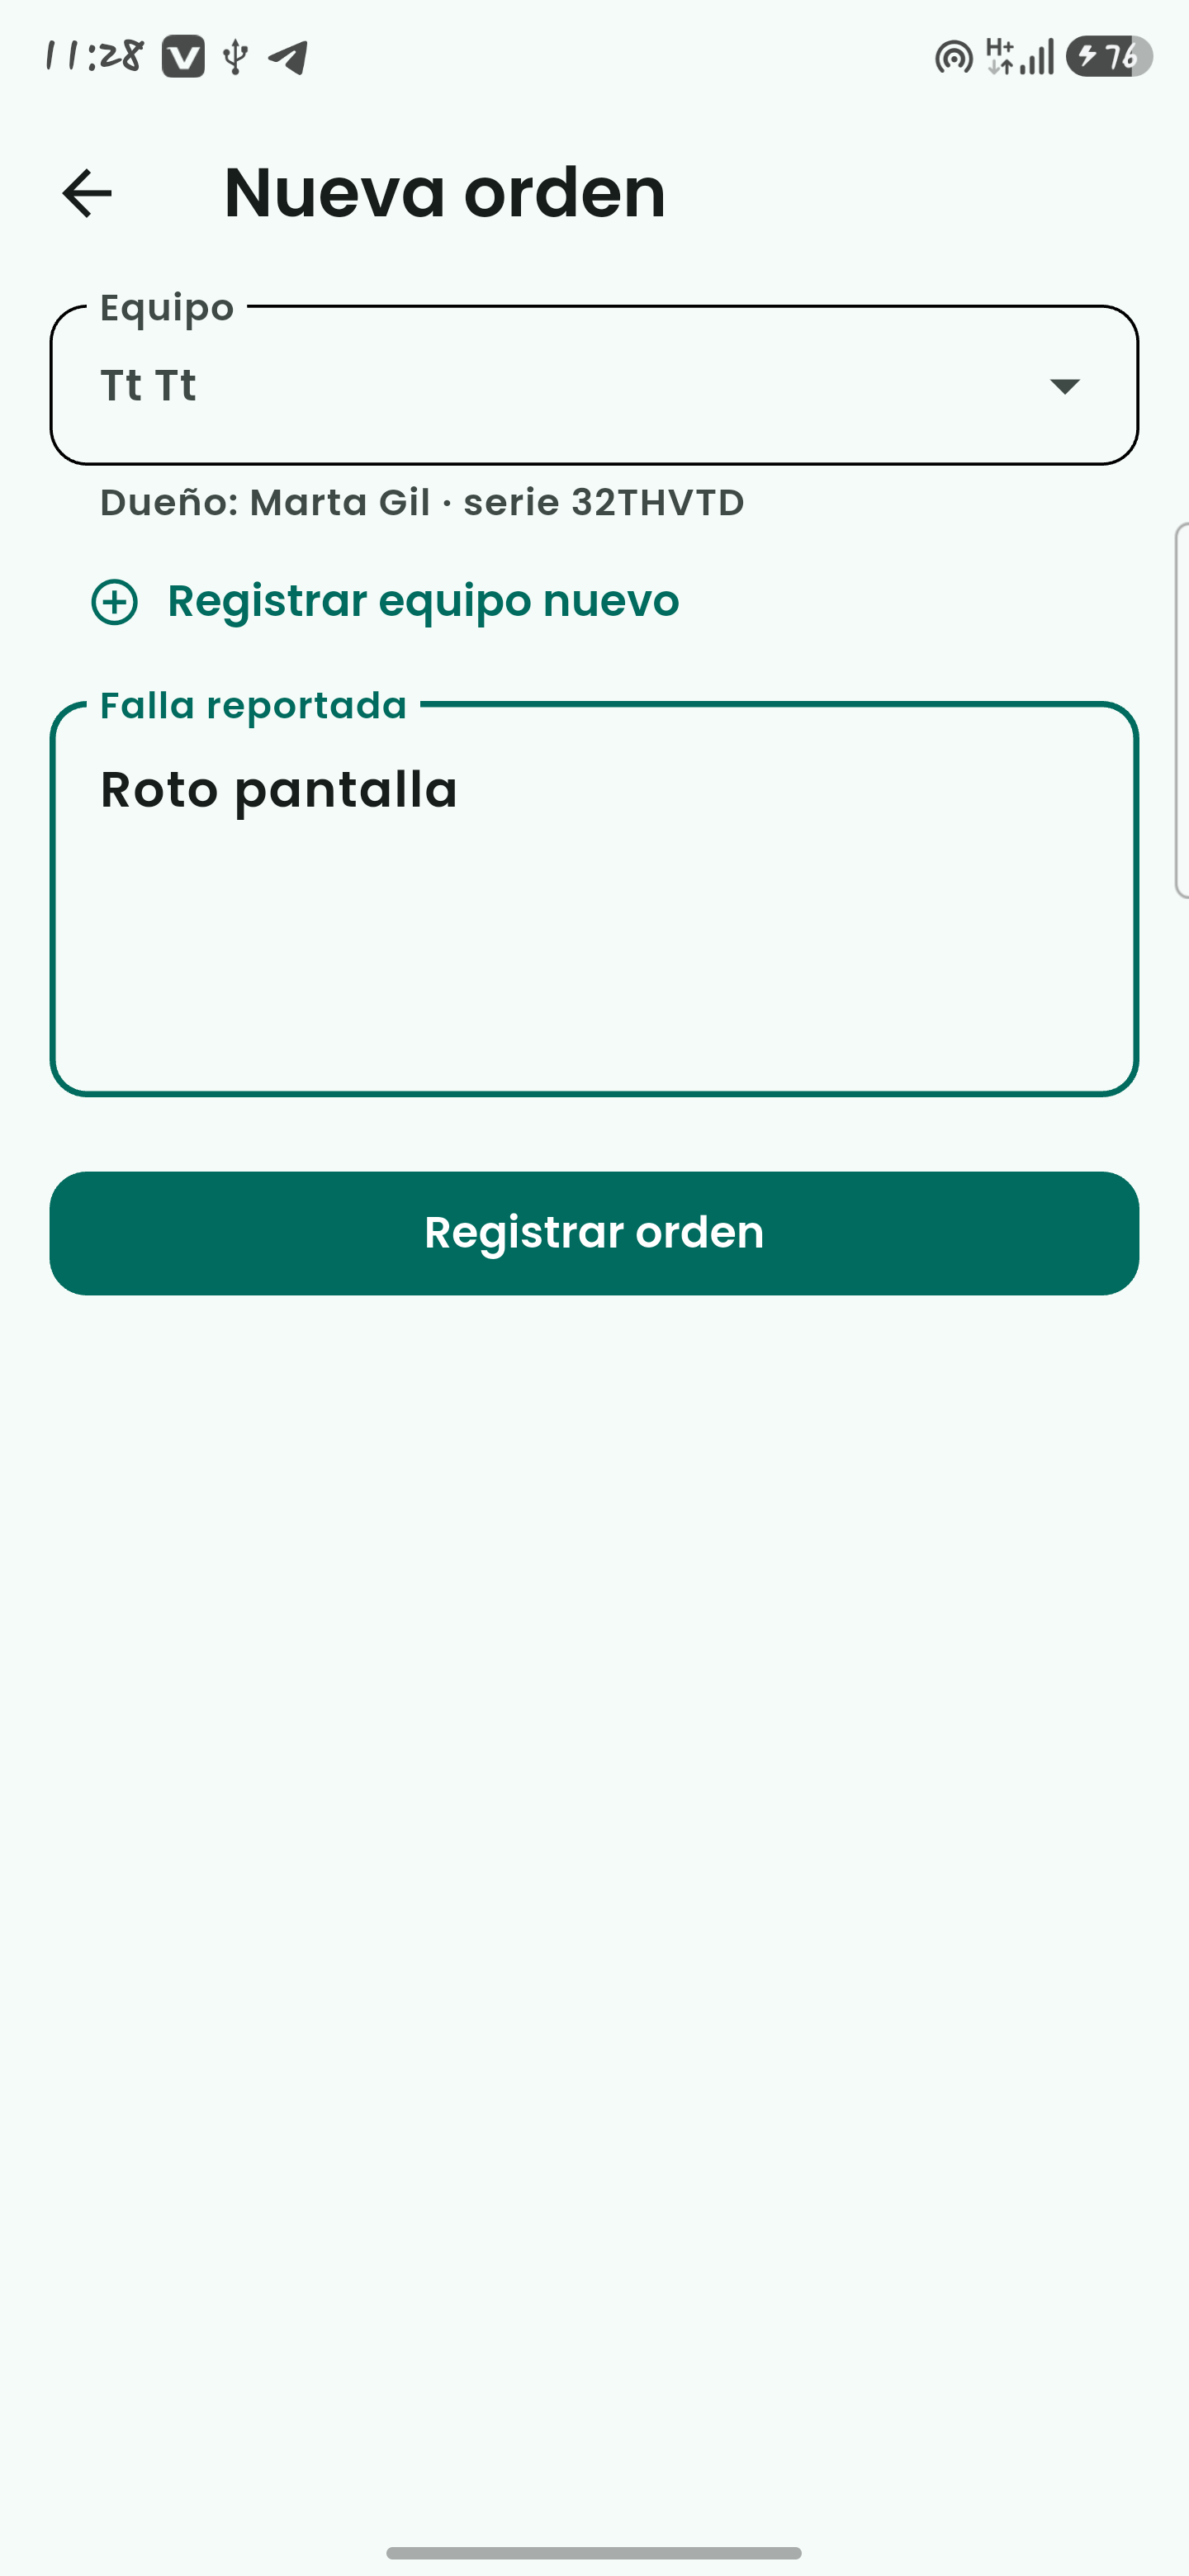 11:28 H+ 76
Nueva orden
Equipo
Tt Tt
Dueño: Marta Gil · serie 32THVTD
Registrar equipo nuevo
Falla reportada
Roto pantalla
Registrar orden